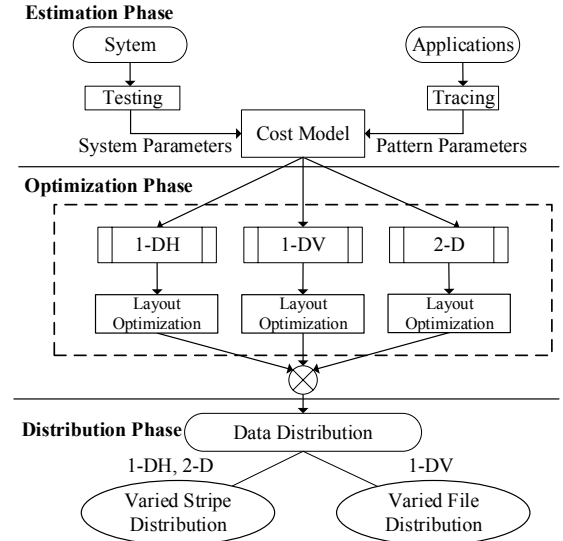 Estimation Phase
Sytem
Applications
Testing
Tracing
Cost Model
System Parameters
Pattern Parameters
Optimization Phase
1-DH
1-DV
2-D
Layout
Optimization
Layout
Optimization
Layout
Optimization
Distribution Phase
Data Distribution
1-DH, 2-D
1-DV
Varied Stripe
Distribution
Varied File
Distribution